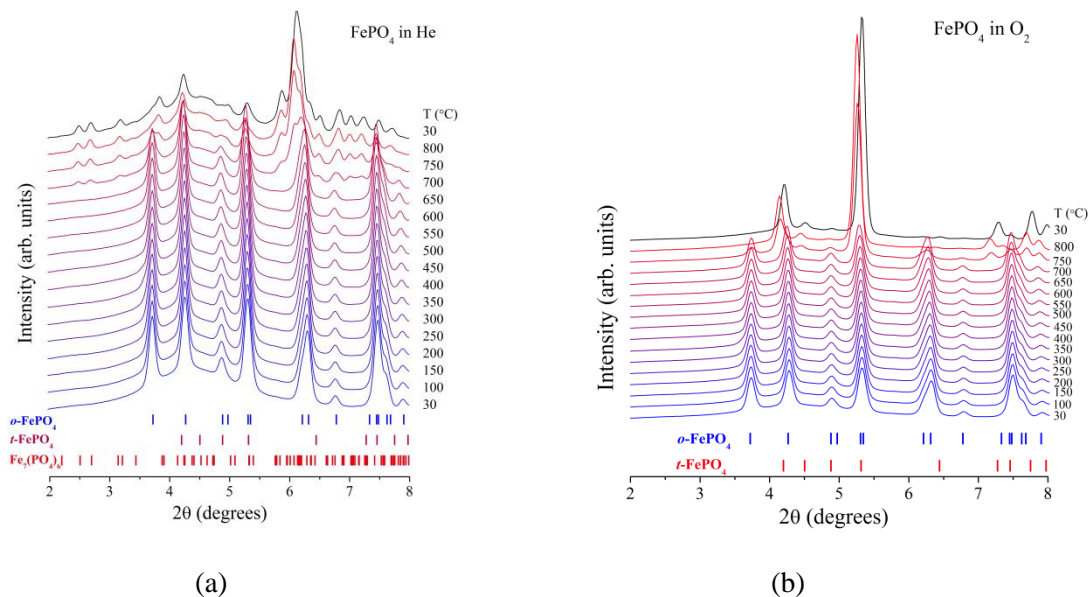 FePO4 in He
T (°C)
30
800
750
700
650
600
550
500
450
400
350
300
250
200
150
100
30
Intensity (arb. units)
o-FePO4
t-FePO4
Fe7(PO4)6
2 3 4 5 6 7 8
2θ (degrees)
(a)
FePO4 in O2
T (°C)
30
800
750
700
650
600
550
500
450
400
350
300
250
200
150
100
30
Intensity (arb. units)
o-FePO4
t-FePO4
2 3 4 5 6 7 8
2θ (degrees)
(b)